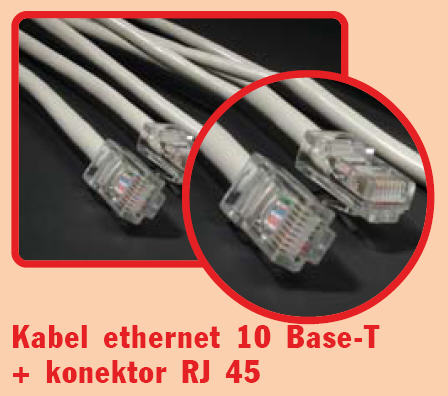 Kabel ethernet 10 Base-T
+ konektor RJ 45